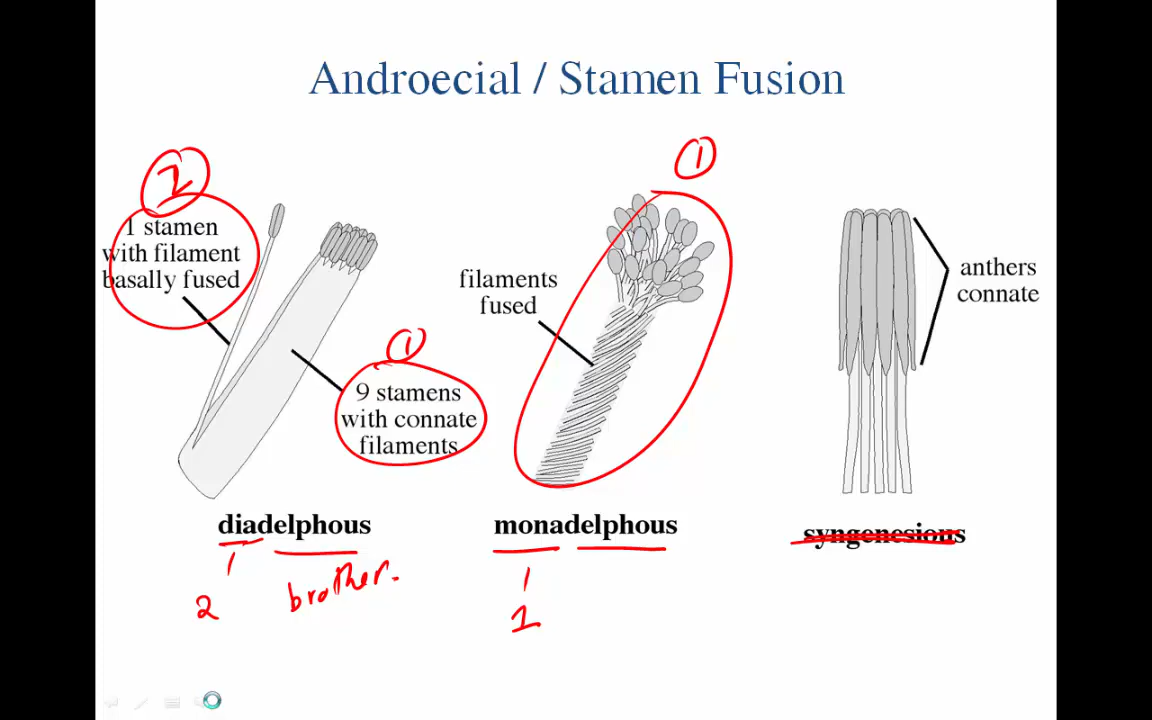 Androecial / Stamen Fusion
2
1 stamen
with filament
basally fused
1
9 stamens
with connate
filaments
diadelphous
2
brother.
1
filaments
fused
monadelphous
1
anthers
connate
syngenesious